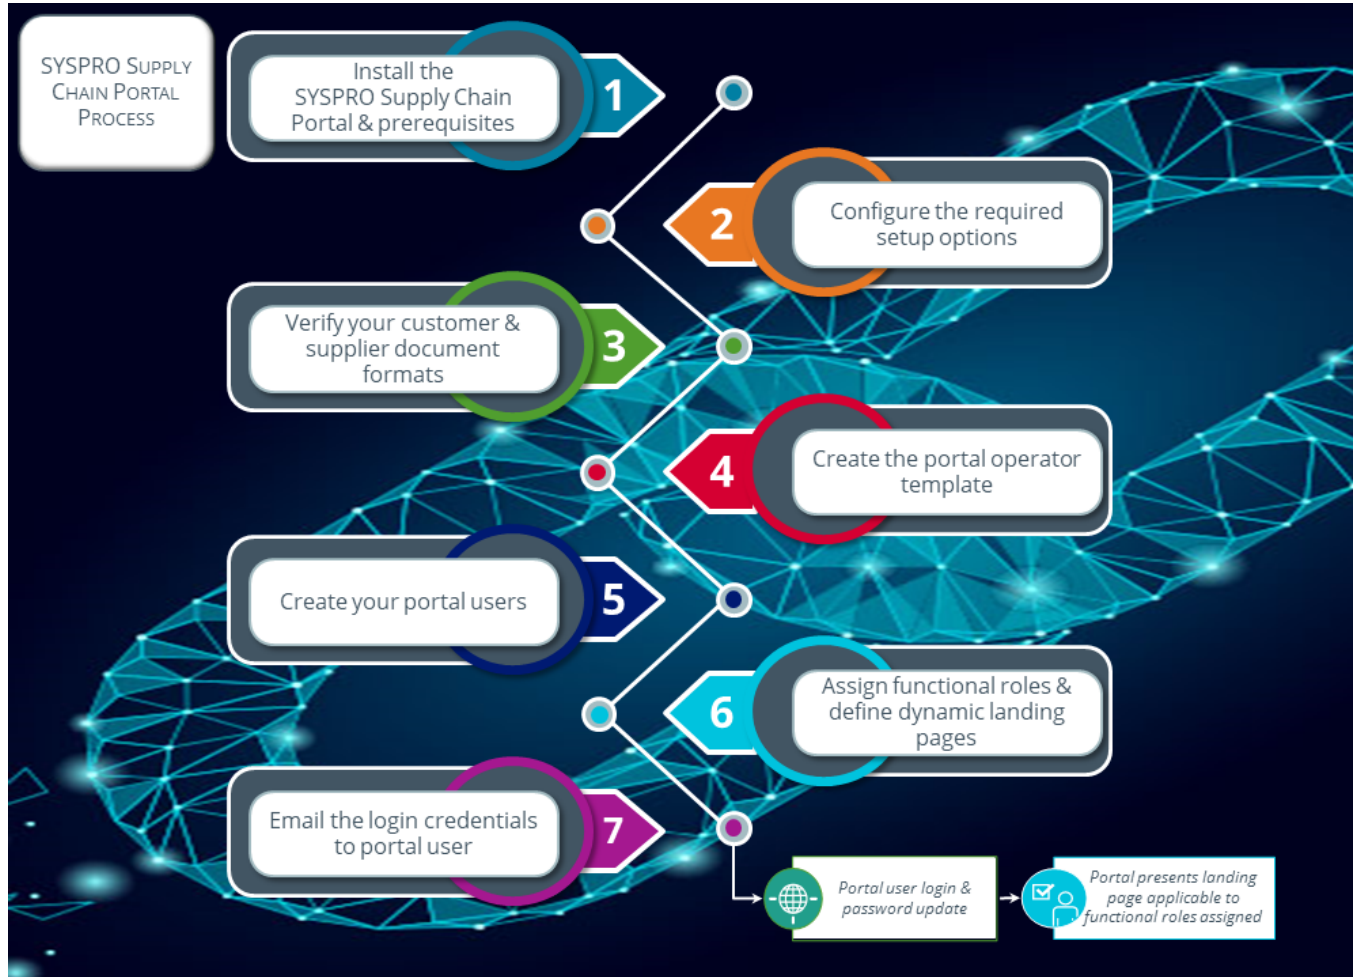 SYSPRO SUPPLY
CHAIN PORTAL
PROCESS
Install the
SYSPRO Supply Chain
Portal & prerequisites
1
2
Configure the required
setup options
Verify your customer &
supplier document
formats
3
4
Create the portal operator
template
Create your portal users
5
6
Assign functional roles &
define dynamic landing
pages
Email the login credentials
to portal user
7
Portal user login &
password update
Portal presents landing
page applicable to
functional roles assigned